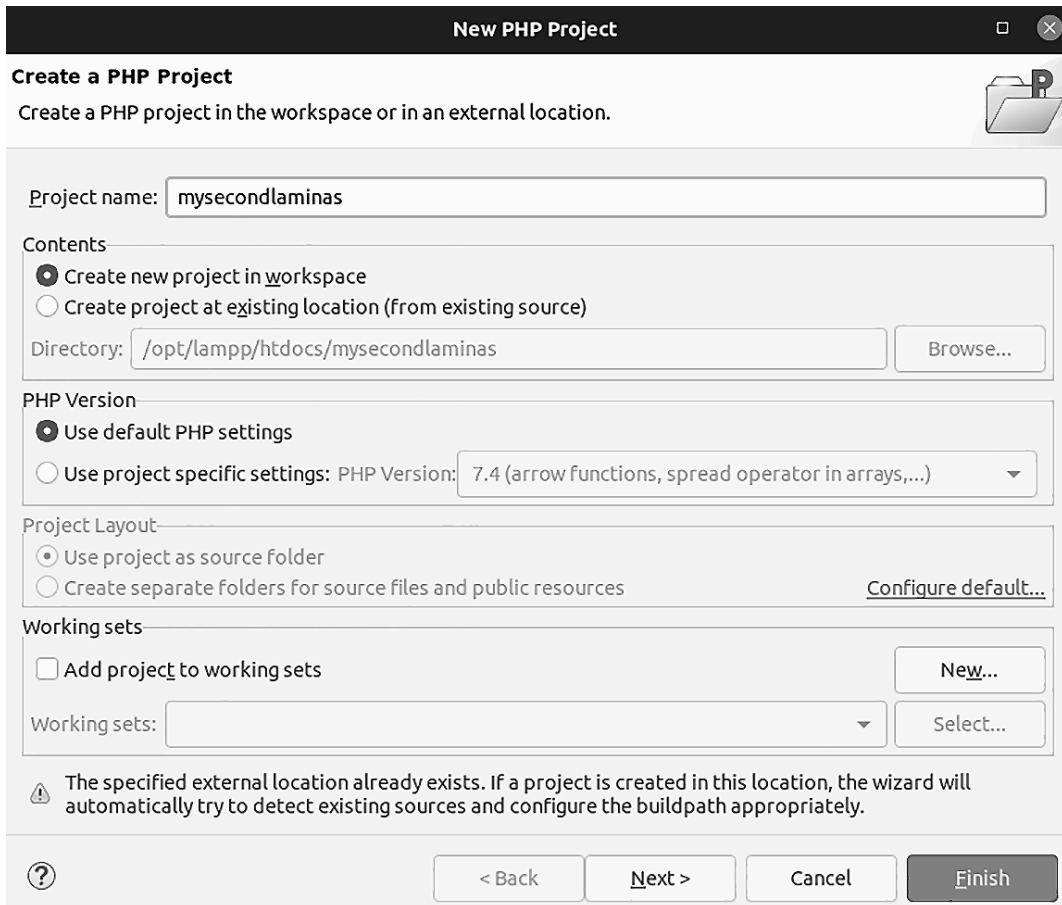 New PHP Project
Create a PHP Project
P
Create a PHP project in the workspace or in an external location.
Project name: mysecondlaminas
Contents
Create new project in workspace
Create project at existing location (from existing source)
Directory: /opt/lampp/htdocs/mysecondlaminas Browse...
PHP Version
Use default PHP settings
Use project specific settings: PHP Version: 7.4 (arrow functions, spread operator in arrays,...)
Project Layout
Use project as source folder
Create separate folders for source files and public resources Configure default...
Working sets
Add project to working sets New...
Working sets: Select...
The specified external location already exists. If a project is created in this location, the wizard will
automatically try to detect existing sources and configure the buildpath appropriately.
? < Back Next > Cancel Finish